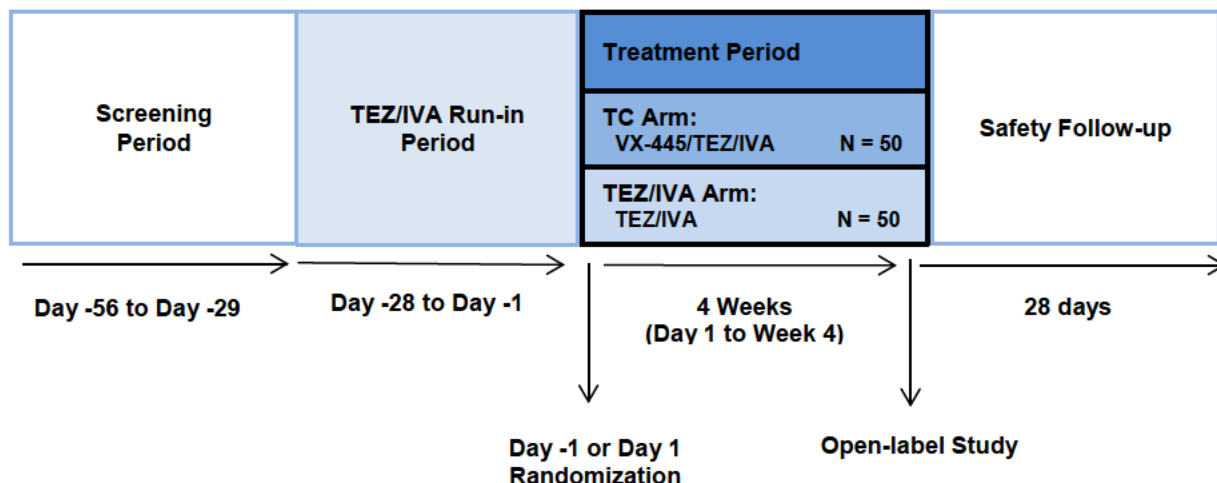 Screening
Period
TEZ/IVA Run-in
Period
Treatment Period
TC Arm:
VX-445/TEZ/IVA N = 50
TEZ/IVA Arm:
TEZ/IVA N = 50
Safety Follow-up
Day -56 to Day -29
Day -28 to Day -1
4 Weeks
(Day 1 to Week 4)
28 days
Day -1 or Day 1
Randomization
Open-label Study